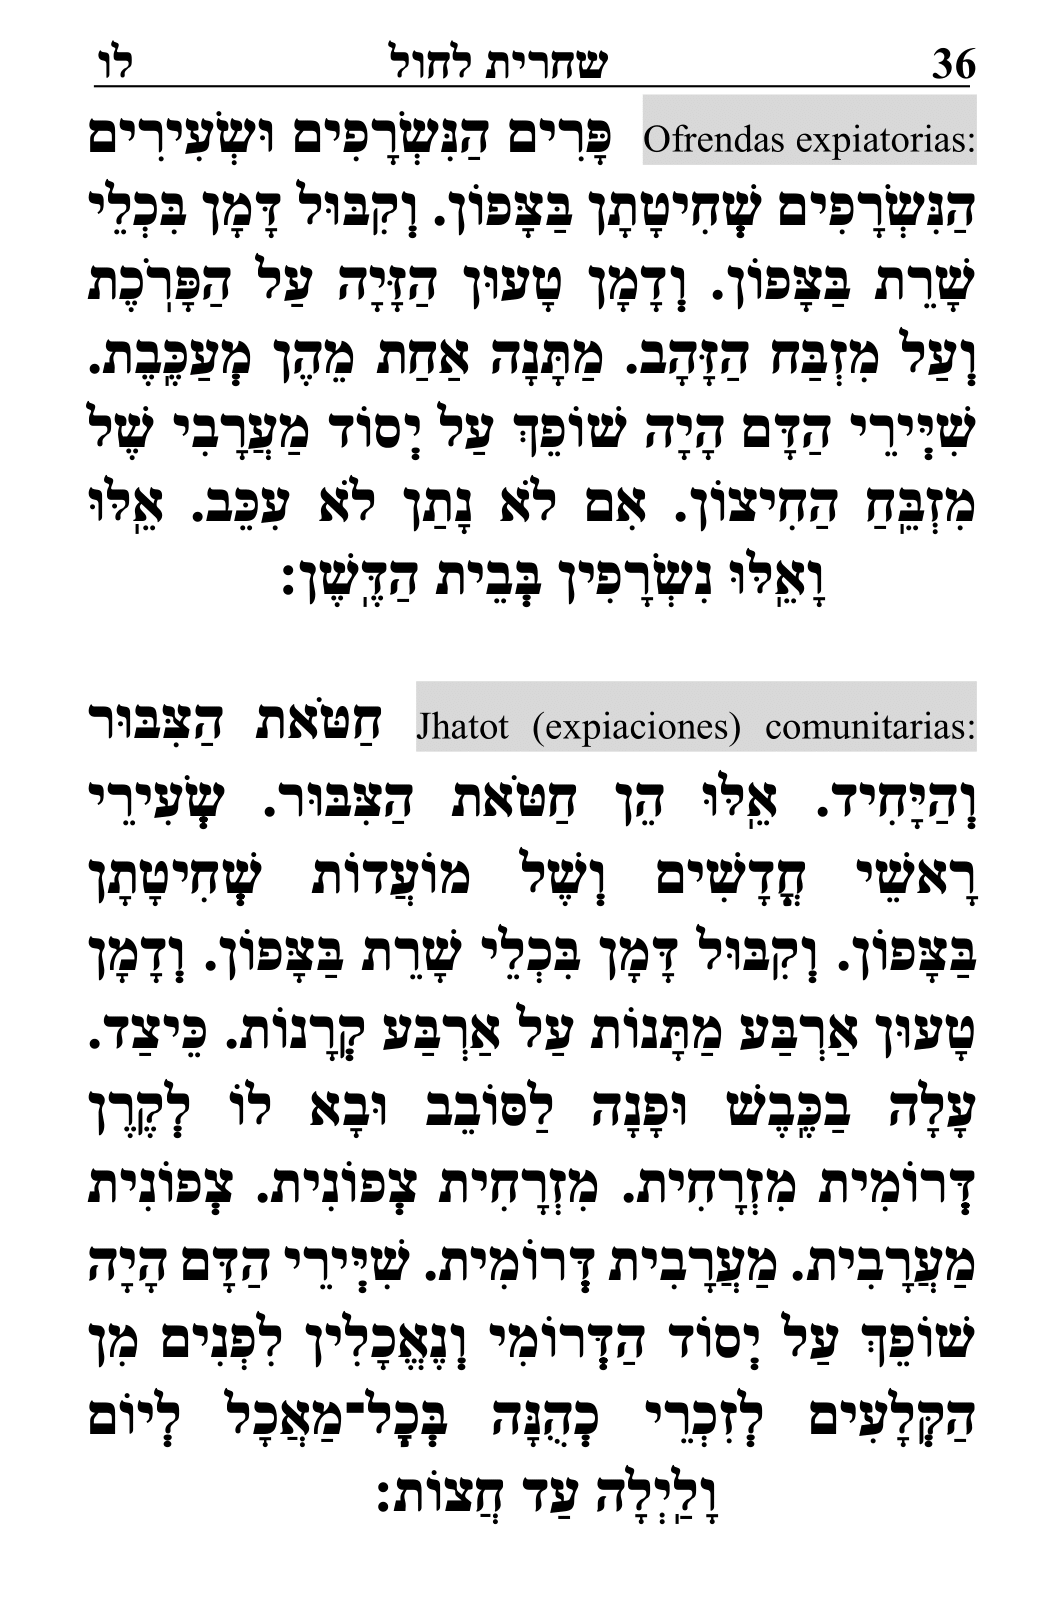 36 שחרית לחול לו
Ofrendas expiatorias: פָּרִים הַנִּשְׂרָפִים וּשְׂעִירִים
הַנִּשְׂרָפִים שְׁחִיטָתָן בַּצָּפוֹן. וְקִבּוּל דָּמָן בִּכְלֵי
שָׁרֵת בַּצָּפוֹן. וְדָמָן טָעוּן הַזָּיָה עַל הַפָּרֹֽכֶת
וְעַל מִזְבַּח הַזָּהָב. מַתָּנָה אַחַת מֵהֶן מְעַכֶּֽבֶת.
שִׁיְּירֵי הַדָּם הָיָה שׁוֹפֵךְ עַל יְסוֹד מַעֲרָבִי שֶׁל
מִזְבֵּֽחַ הַחִיצוֹן. אִם לֹא נָתַן לֹא עִכֵּב. אֵֽלּוּ
וָאֵֽלּוּ נִשְׂרָפִין בְּבֵית הַדֶּֽשֶׁן:
Jhatot (expiaciones) comunitarias: חַטֹּאת הַצִּבּוּר
וְהַיָּחִיד. אֵֽלּוּ הֵן חַטֹּאת הַצִּבּוּר. שְׂעִירֵי
רָאשֵׁי חֳדָשִׁים וְשֶׁל מוֹעֲדוֹת שְׁחִיטָתָן
בַּצָּפוֹן. וְקִבּוּל דָּמָן בִּכְלֵי שָׁרֵת בַּצָּפוֹן. וְדָמָן
טָעוּן אַרְבַּע מַתָּנוֹת עַל אַרְבַּע קְרָנוֹת. כֵּיצַד.
עָלָה בַכֶּֽבֶשׁ וּפָנָה לַסּוֹבֵב וּבָא לוֹ לְקֶֽרֶן
דְּרוֹמִית מִזְרָחִית. מִזְרָחִית צְפוֹנִית. צְפוֹנִית
מַעֲרָבִית. מַעֲרָבִית דְּרוֹמִית. שִׁיְּירֵי הַדָּם הָיָה
שׁוֹפֵךְ עַל יְסוֹד הַדְּרוֹמִי וְנֶאֱכָלִין לִפְנִים מִן
הַקְּלָעִים לְזִכְרֵי כְהֻנָּה בְּכׇל־מַאֲכָל לְיוֹם
וָלַֽיְלָה עַד חֲצוֹת: